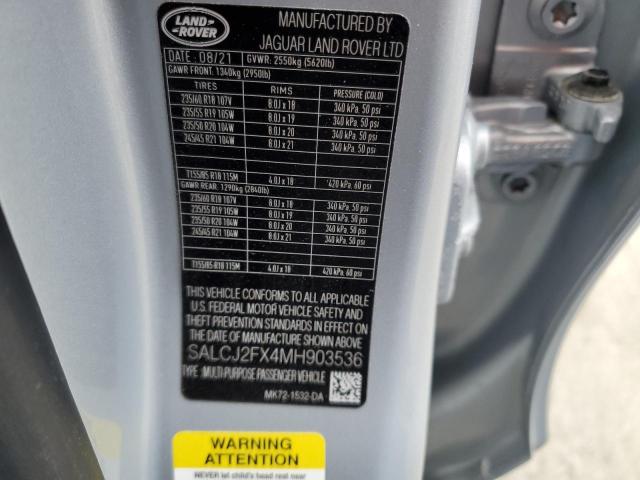 LAND-
-ROVER
MANUFACTURED BY
JAGUAR LAND ROVER LTD
DATE 08/21 GVWR: 2550kg (5620lb)
GAWR FRONT: 1340kg (2950lb)
TIRES RIMS PRESSURE (COLD)
235/60 R18 107V 8.0J x 18 340 kPa, 50 psi
235/55 R19 105W 8.0J x 19 340 kPa, 50 psi
235/50 R20 104W 8.0J x 20 340 kPa, 50 psi
245/45 R21 104W 8.0J x 21 340 kPa, 50 psi
T155/85 R18 115M 4.0J x 18 420 kPa, 60 psi
GAWR REAR: 1290kg (2840lb)
235/60 R18 107V 8.0J x 18 340 kPa, 50 psi
235/55 R19 105W 8.0J x 19 340 kPa, 50 psi
235/50 R20 104W 8.0J x 20 340 kPa, 50 psi
245/45 R21 104W 8.0J x 21 340 kPa, 50 psi
T155/85 R18 115M 4.0J x 18 420 kPa, 60 psi
THIS VEHICLE CONFORMS TO ALL APPLICABLE
U.S. FEDERAL MOTOR VEHICLE SAFETY AND
THEFT PREVENTION STANDARDS IN EFFECT ON
THE DATE OF MANUFACTURE SHOWN ABOVE
SALCJ2FX4MH903536
TYPE: MULTI-PURPOSE PASSENGER VEHICLE
MK72-1532-DA
WARNING
ATTENTION
NEVER let child's head rest near